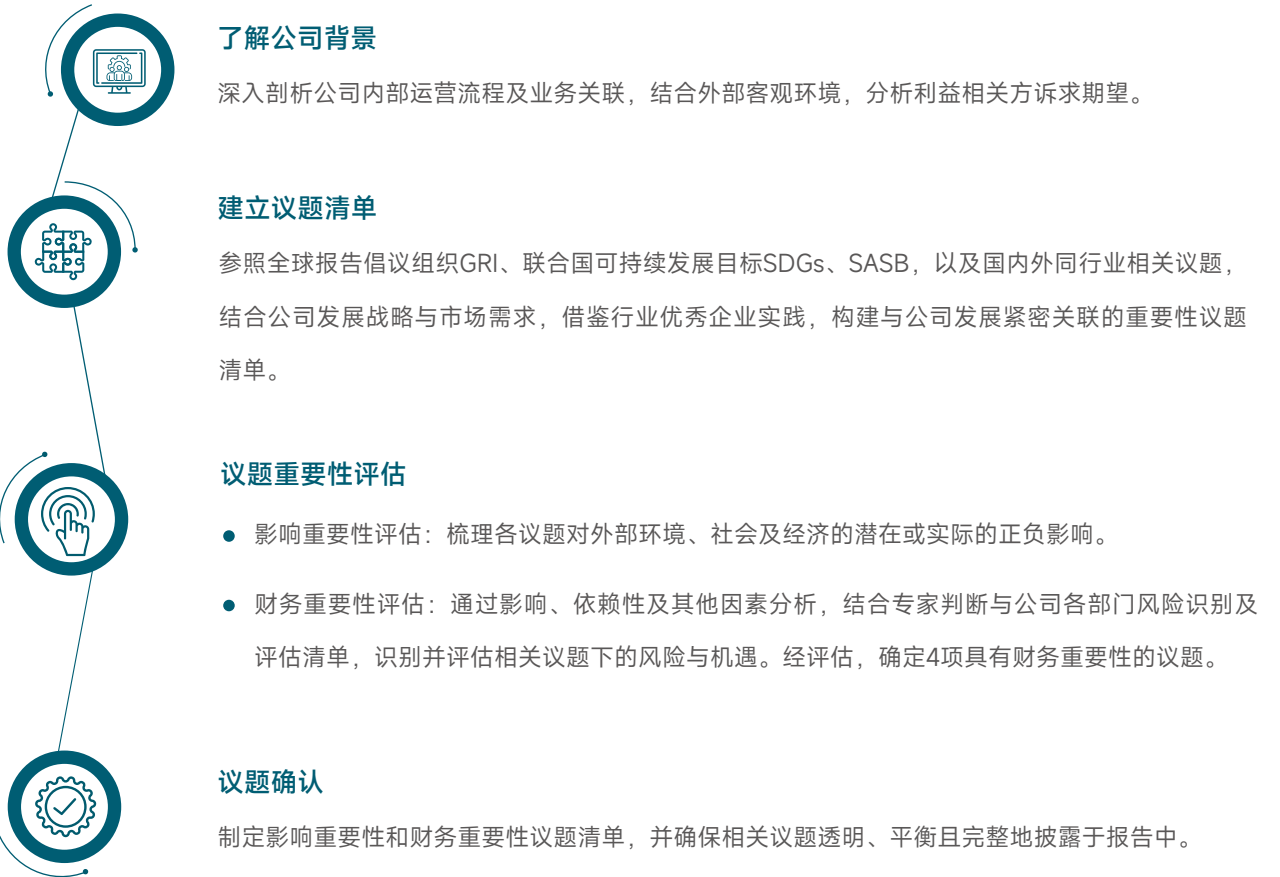 了解公司背景
深入剖析公司内部运营流程及业务关联，结合外部客观环境，分析利益相关方诉求期望。
建立议题清单
参照全球报告倡议组织GRI、联合国可持续发展目标SDGs、SASB，以及国内外同行业相关议题，
结合公司发展战略与市场需求，借鉴行业优秀企业实践，构建与公司发展紧密关联的重要性议题
清单。
议题重要性评估
● 影响重要性评估：梳理各议题对外部环境、社会及经济的潜在或实际的正负影响。
● 财务重要性评估：通过影响、依赖性及其他因素分析，结合专家判断与公司各部门风险识别及
评估清单，识别并评估相关议题下的风险与机遇。经评估，确定4项具有财务重要性的议题。
议题确认
制定影响重要性和财务重要性议题清单，并确保相关议题透明、平衡且完整地披露于报告中。